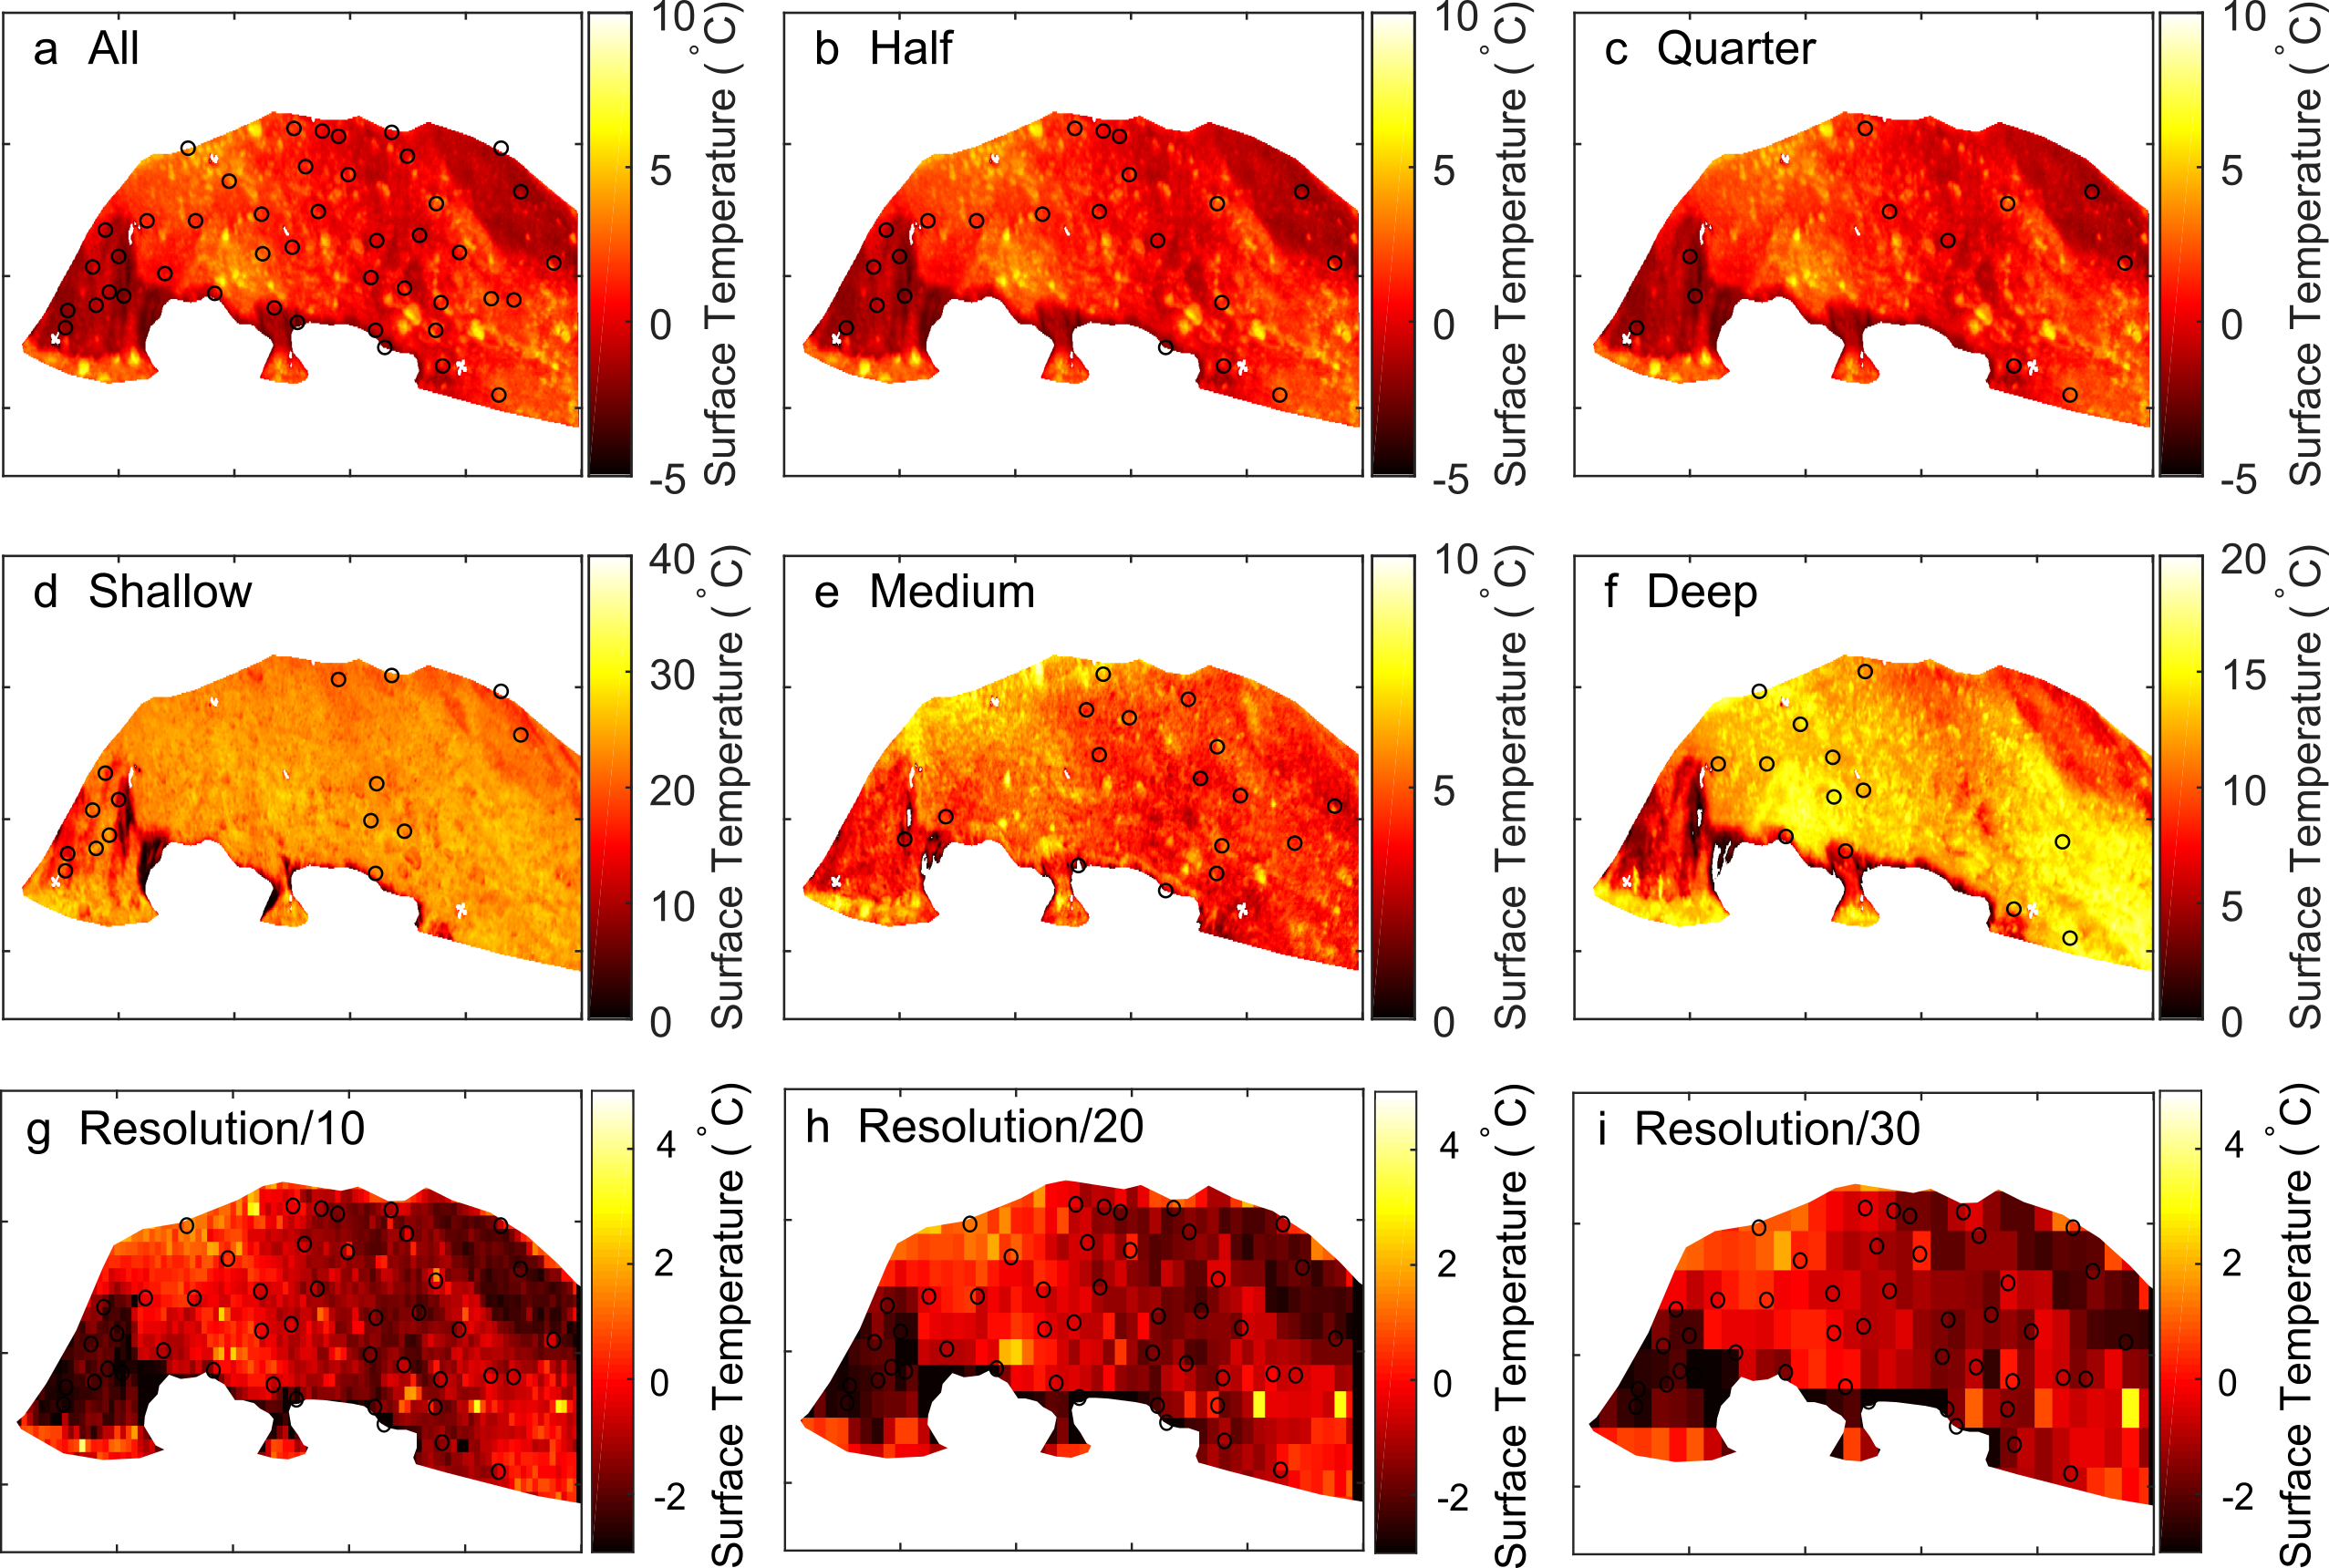 a All
10
5
0
-5
Surface Temperature (°C)
b Half
10
5
0
-5
Surface Temperature (°C)
c Quarter
10
5
0
-5
Surface Temperature (°C)
d Shallow
40
30
20
10
0
Surface Temperature (°C)
e Medium
10
5
0
Surface Temperature (°C)
f Deep
20
15
10
5
0
Surface Temperature (°C)
g Resolution/10
4
2
0
-2
Surface Temperature (°C)
h Resolution/20
4
2
0
-2
Surface Temperature (°C)
i Resolution/30
4
2
0
-2
Surface Temperature (°C)